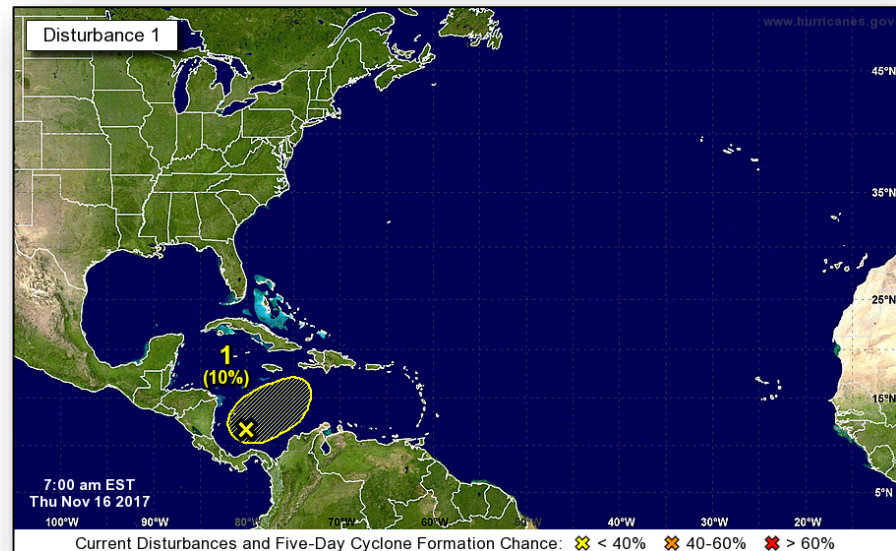 Disturbance 1
www.hurricanes.gov
45°N
35°N
25°N
1
(10%)
15°N
7:00 am EST
Thu Nov 16 2017
5°N
100°W
90°W
80°W
70°W
60°W
50°W
40°W
30°W
20°W
Current Disturbances and Five-Day Cyclone Formation Chance: < 40% 40-60% > 60%